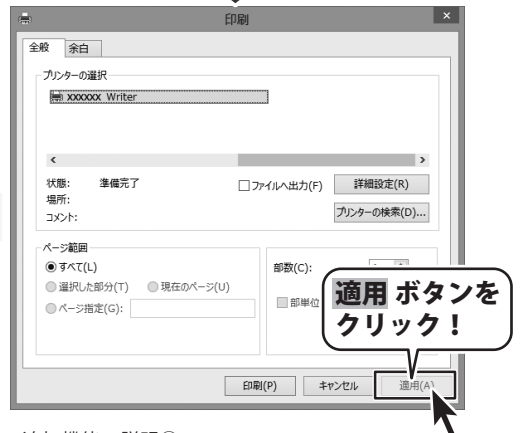 印刷
全般 余白
プリンターの選択
xxxxxx Writer
状態: 準備完了
場所:
コメント:
ファイルへ出力(F)
詳細設定(R)
プリンターの検索(D)...
ページ範囲
すべて(L)
選択した部分(T) 現在のページ(U)
ページ指定(G):
部数(C):
部単位
適用 ボタンを
クリック！
印刷(P) キャンセル 適用(A)